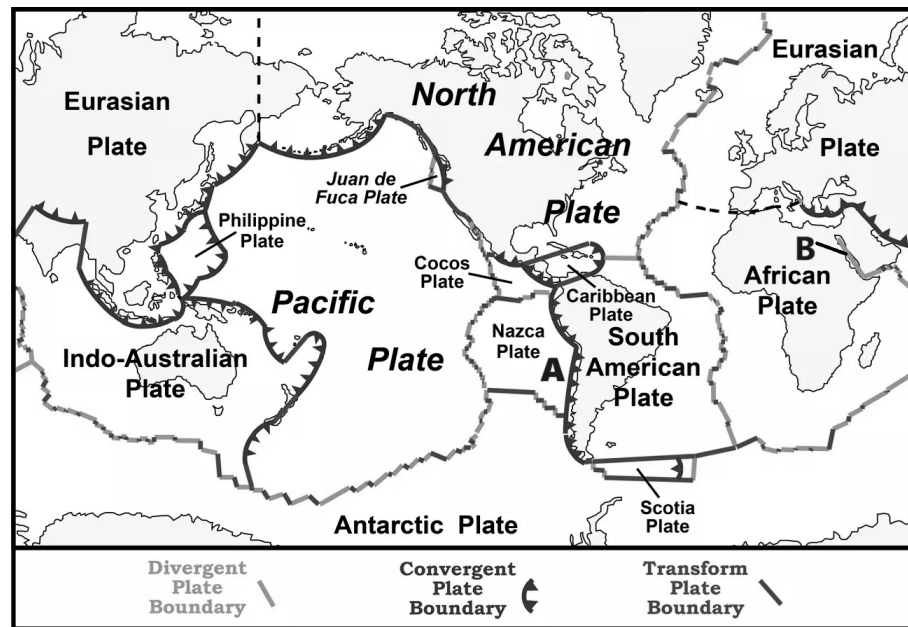 Eurasian
Plate
North
American
Plate
Eurasian
Plate
Juan de
Fuca Plate
Philippine
Plate
Cocos
Plate
Caribbean
Plate
B
African
Plate
Pacific
Plate
Nazca
Plate
A
South
American
Plate
Indo-Australian
Plate
Scotia
Plate
Antarctic Plate
Divergent
Plate
Boundary
Convergent
Plate
Boundary
Transform
Plate
Boundary